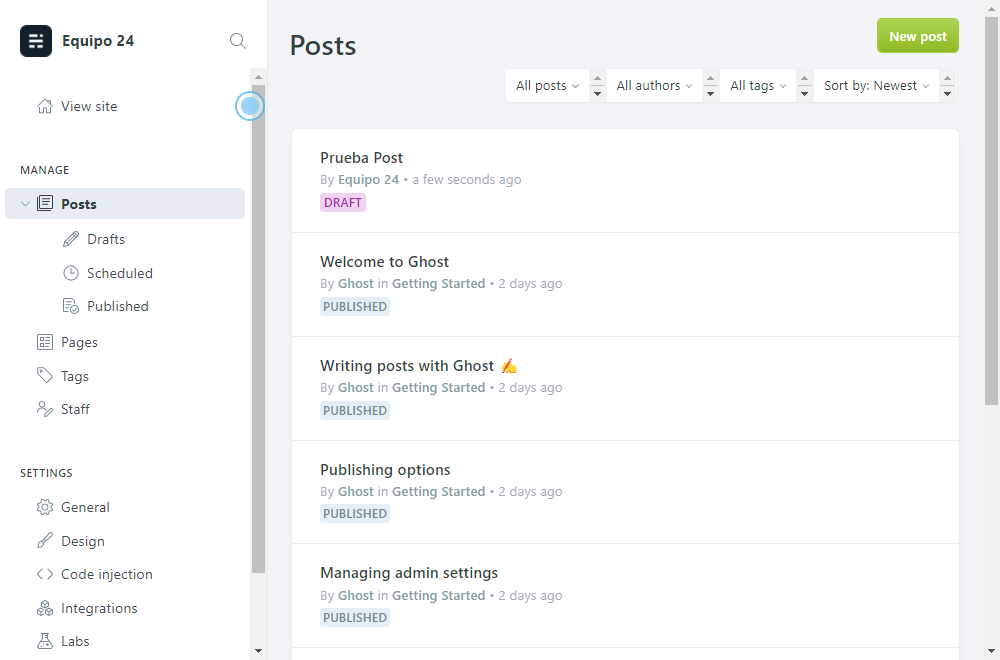 Equipo 24
View site
MANAGE
Posts
Drafts
Scheduled
Published
Pages
Tags
Staff
SETTINGS
General
Design
Code injection
Integrations
Labs
Posts
New post
All posts All authors All tags Sort by: Newest
Prueba Post
By Equipo 24 • a few seconds ago
DRAFT
Welcome to Ghost
By Ghost in Getting Started • 2 days ago
PUBLISHED
Writing posts with Ghost ✍️
By Ghost in Getting Started • 2 days ago
PUBLISHED
Publishing options
By Ghost in Getting Started • 2 days ago
PUBLISHED
Managing admin settings
By Ghost in Getting Started • 2 days ago
PUBLISHED